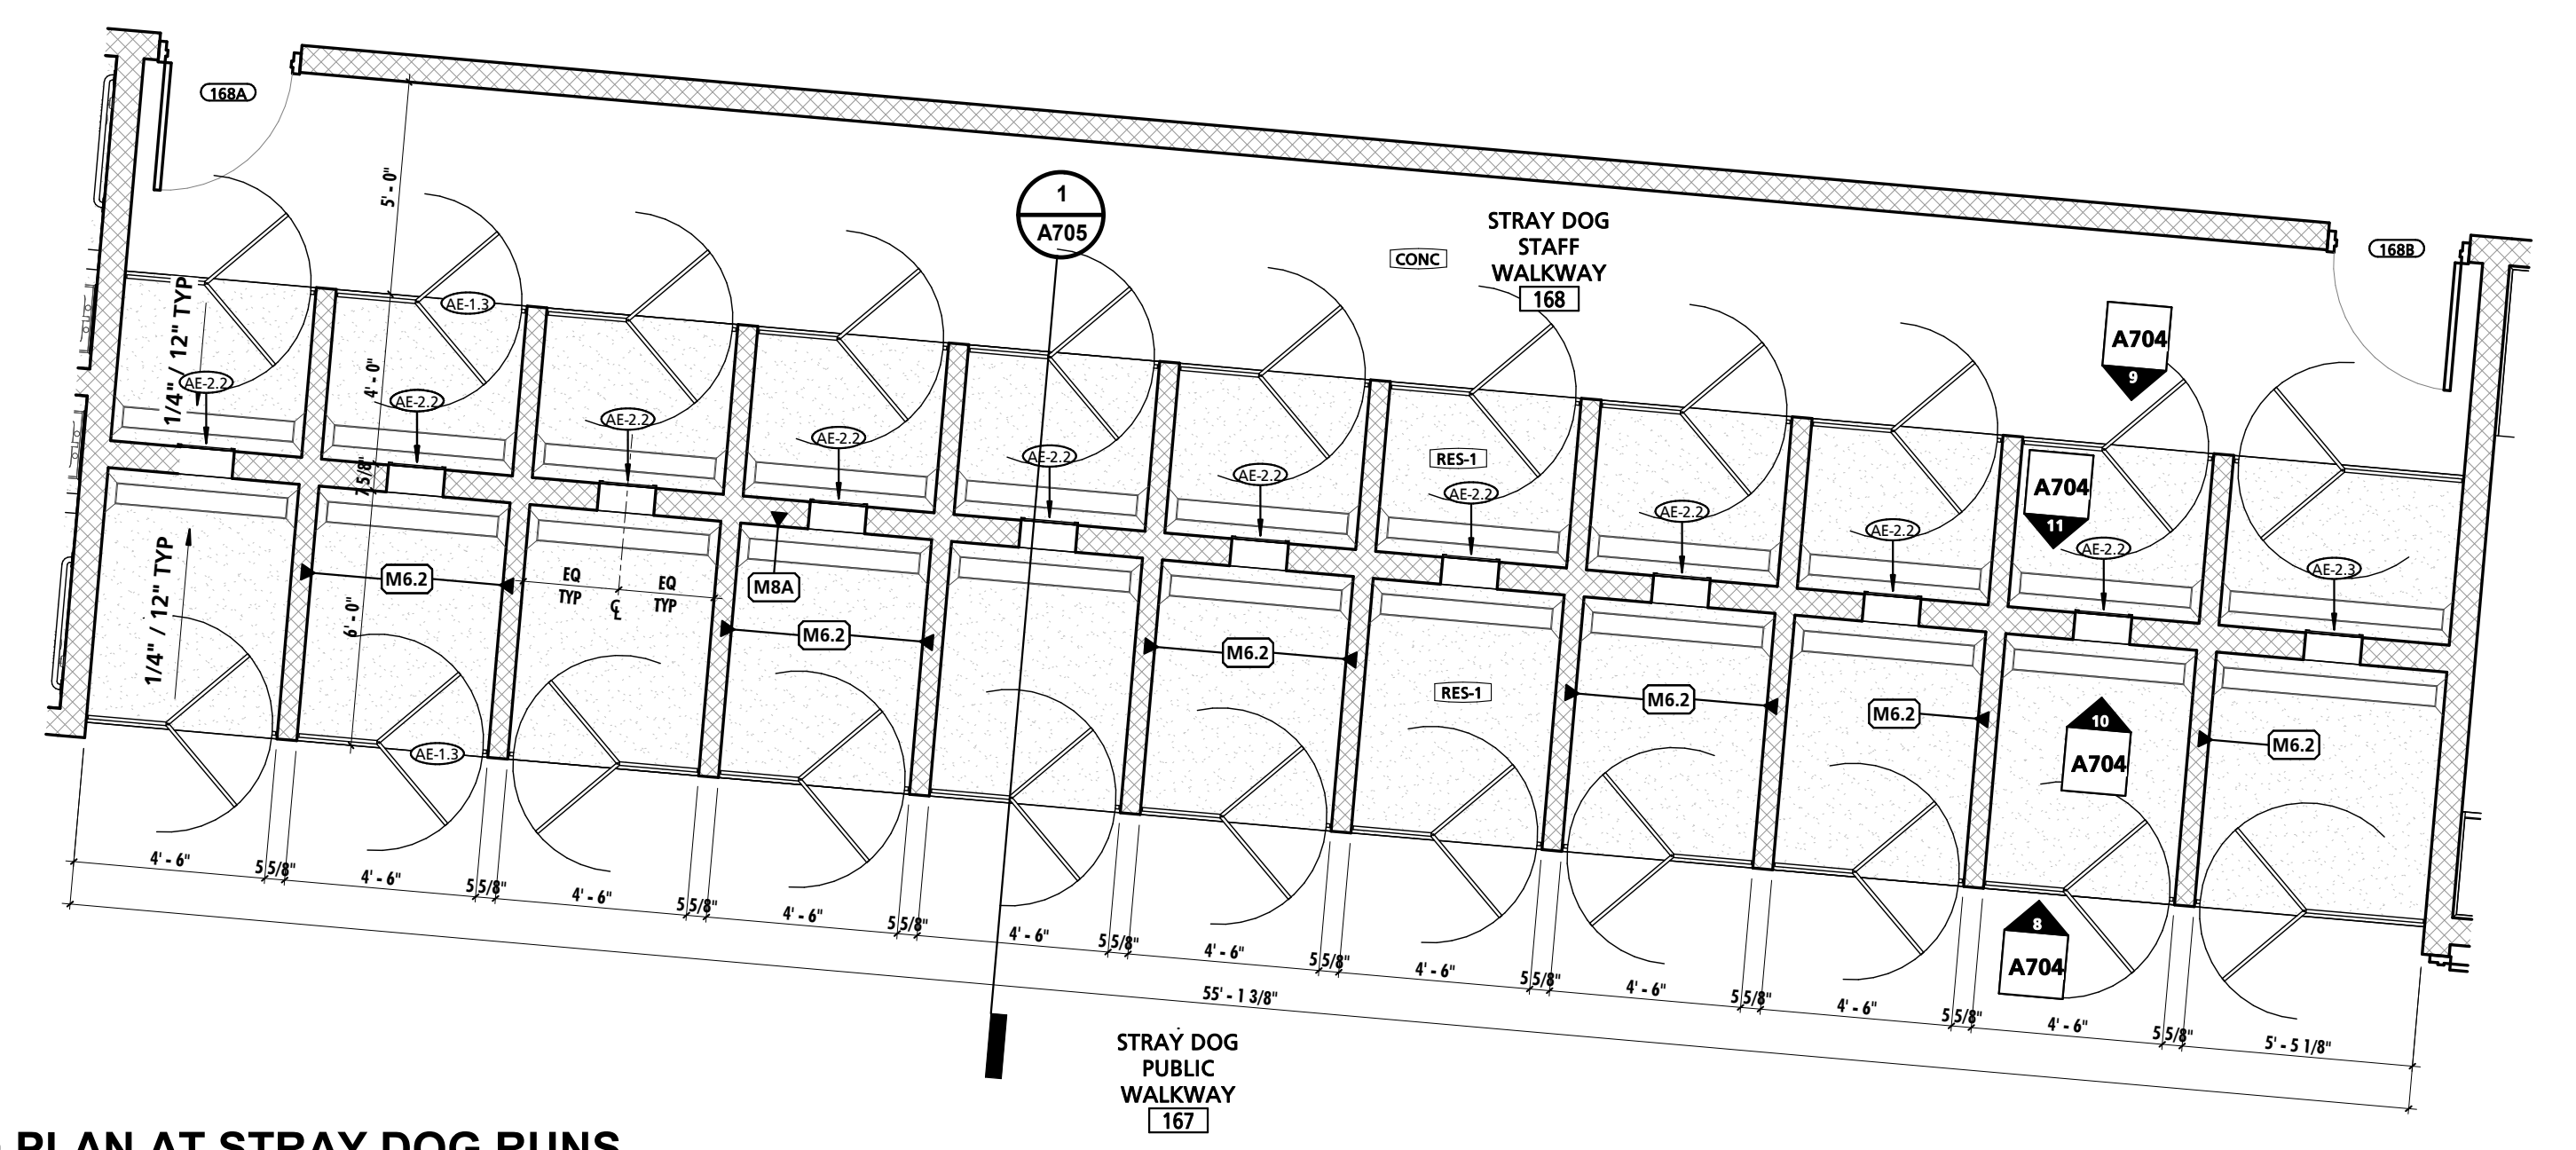 168A
5' - 0"
1
A705
STRAY DOG
STAFF
WALKWAY
168
CONC
168B
A704
9
AE-1.3
1/4" / 12" TYP
4' - 0"
AE-2.2
AE-2.2
AE-2.2
AE-2.2
AE-2.2
AE-2.2
RES-1
AE-2.2
AE-2.2
AE-2.2
A704
11
AE-2.2
AE-2.3
7 5/8"
1/4" / 12" TYP
M6.2
6' - 0"
EQ
TYP
CL
EQ
TYP
M8A
M6.2
M6.2
RES-1
M6.2
M6.2
10
A704
M6.2
AE-1.3
8
A704
4' - 6"
5 5/8"
4' - 6"
5 5/8"
4' - 6"
5 5/8"
4' - 6"
5 5/8"
4' - 6"
5 5/8"
4' - 6"
5 5/8"
4' - 6"
5 5/8"
4' - 6"
5 5/8"
4' - 6"
5 5/8"
4' - 6"
5 5/8"
5' - 5 1/8"
55' - 1 3/8"
STRAY DOG
PUBLIC
WALKWAY
167
PLAN AT STRAY DOG RUNS